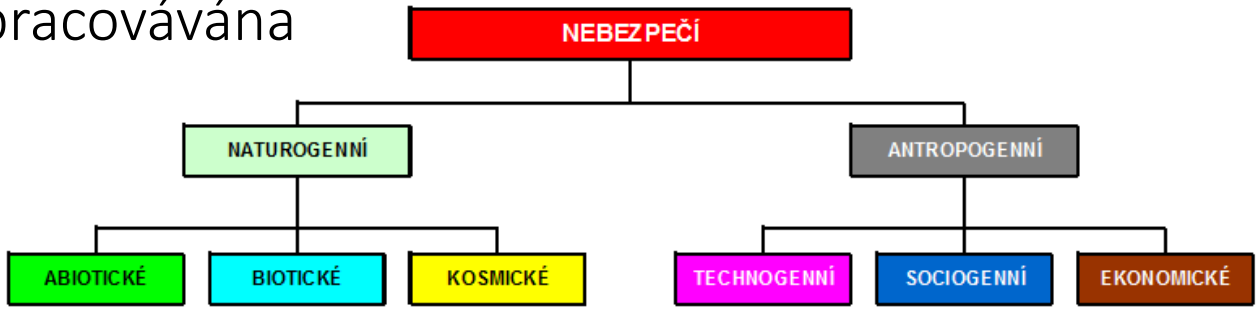 pracovávána
NEBEZPEČÍ
NATUROGENNÍ
ANTROPOGENNÍ
ABIOTICKÉ
BIOTICKÉ
KOSMICKÉ
TECHNOGENNÍ
SOCIOGENNÍ
EKONOMICKÉ